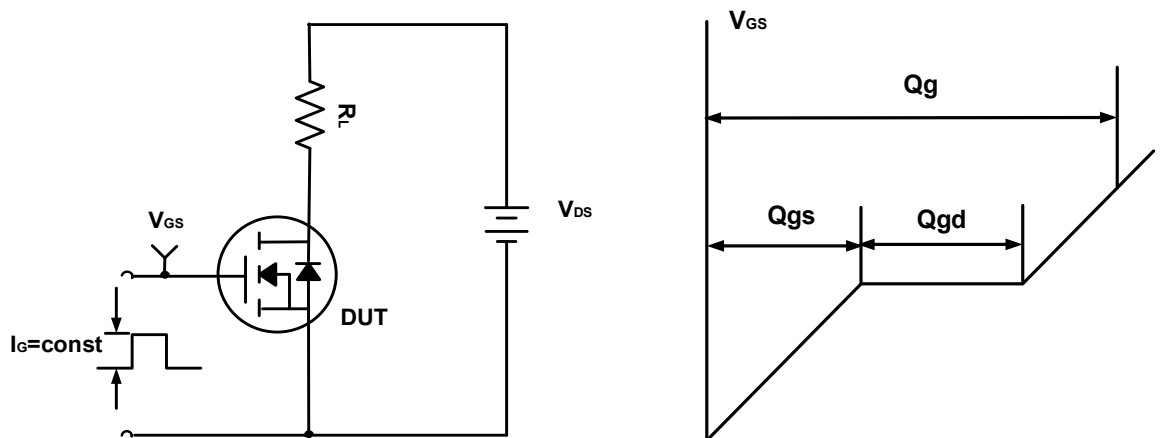 RL
VDS
VGS
DUT
IG=const
VGS
Qg
Qgs
Qgd